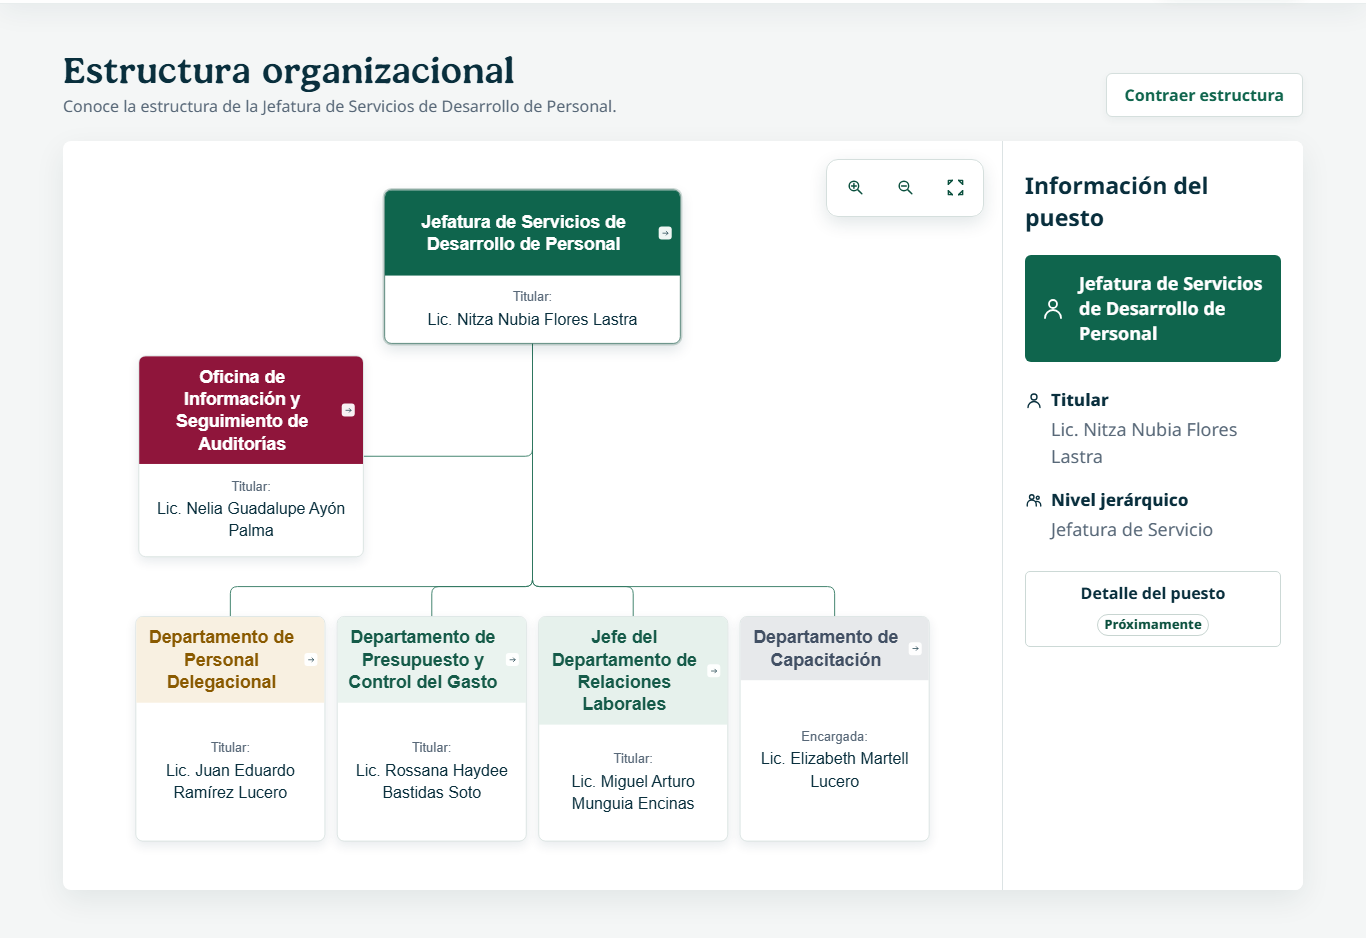 Estructura organizacional
Conoce la estructura de la Jefatura de Servicios de Desarrollo de Personal.
Contraer estructura
Jefatura de Servicios de
Desarrollo de Personal
Titular:
Lic. Nitza Nubia Flores Lastra
Oficina de
Información y
Seguimiento de
Auditorías
Titular:
Lic. Nelia Guadalupe Ayón
Palma
Departamento de
Personal
Delegacional
Titular:
Lic. Juan Eduardo
Ramírez Lucero
Departamento de
Presupuesto y
Control del Gasto
Titular:
Lic. Rossana Haydee
Bastidas Soto
Jefe del
Departamento de
Relaciones
Laborales
Titular:
Lic. Miguel Arturo
Munguia Encinas
Departamento de
Capacitación
Encargada:
Lic. Elizabeth Martell
Lucero
Información del
puesto
Jefatura de Servicios
de Desarrollo de
Personal
Titular
Lic. Nitza Nubia Flores
Lastra
Nivel jerárquico
Jefatura de Servicio
Detalle del puesto
Próximamente